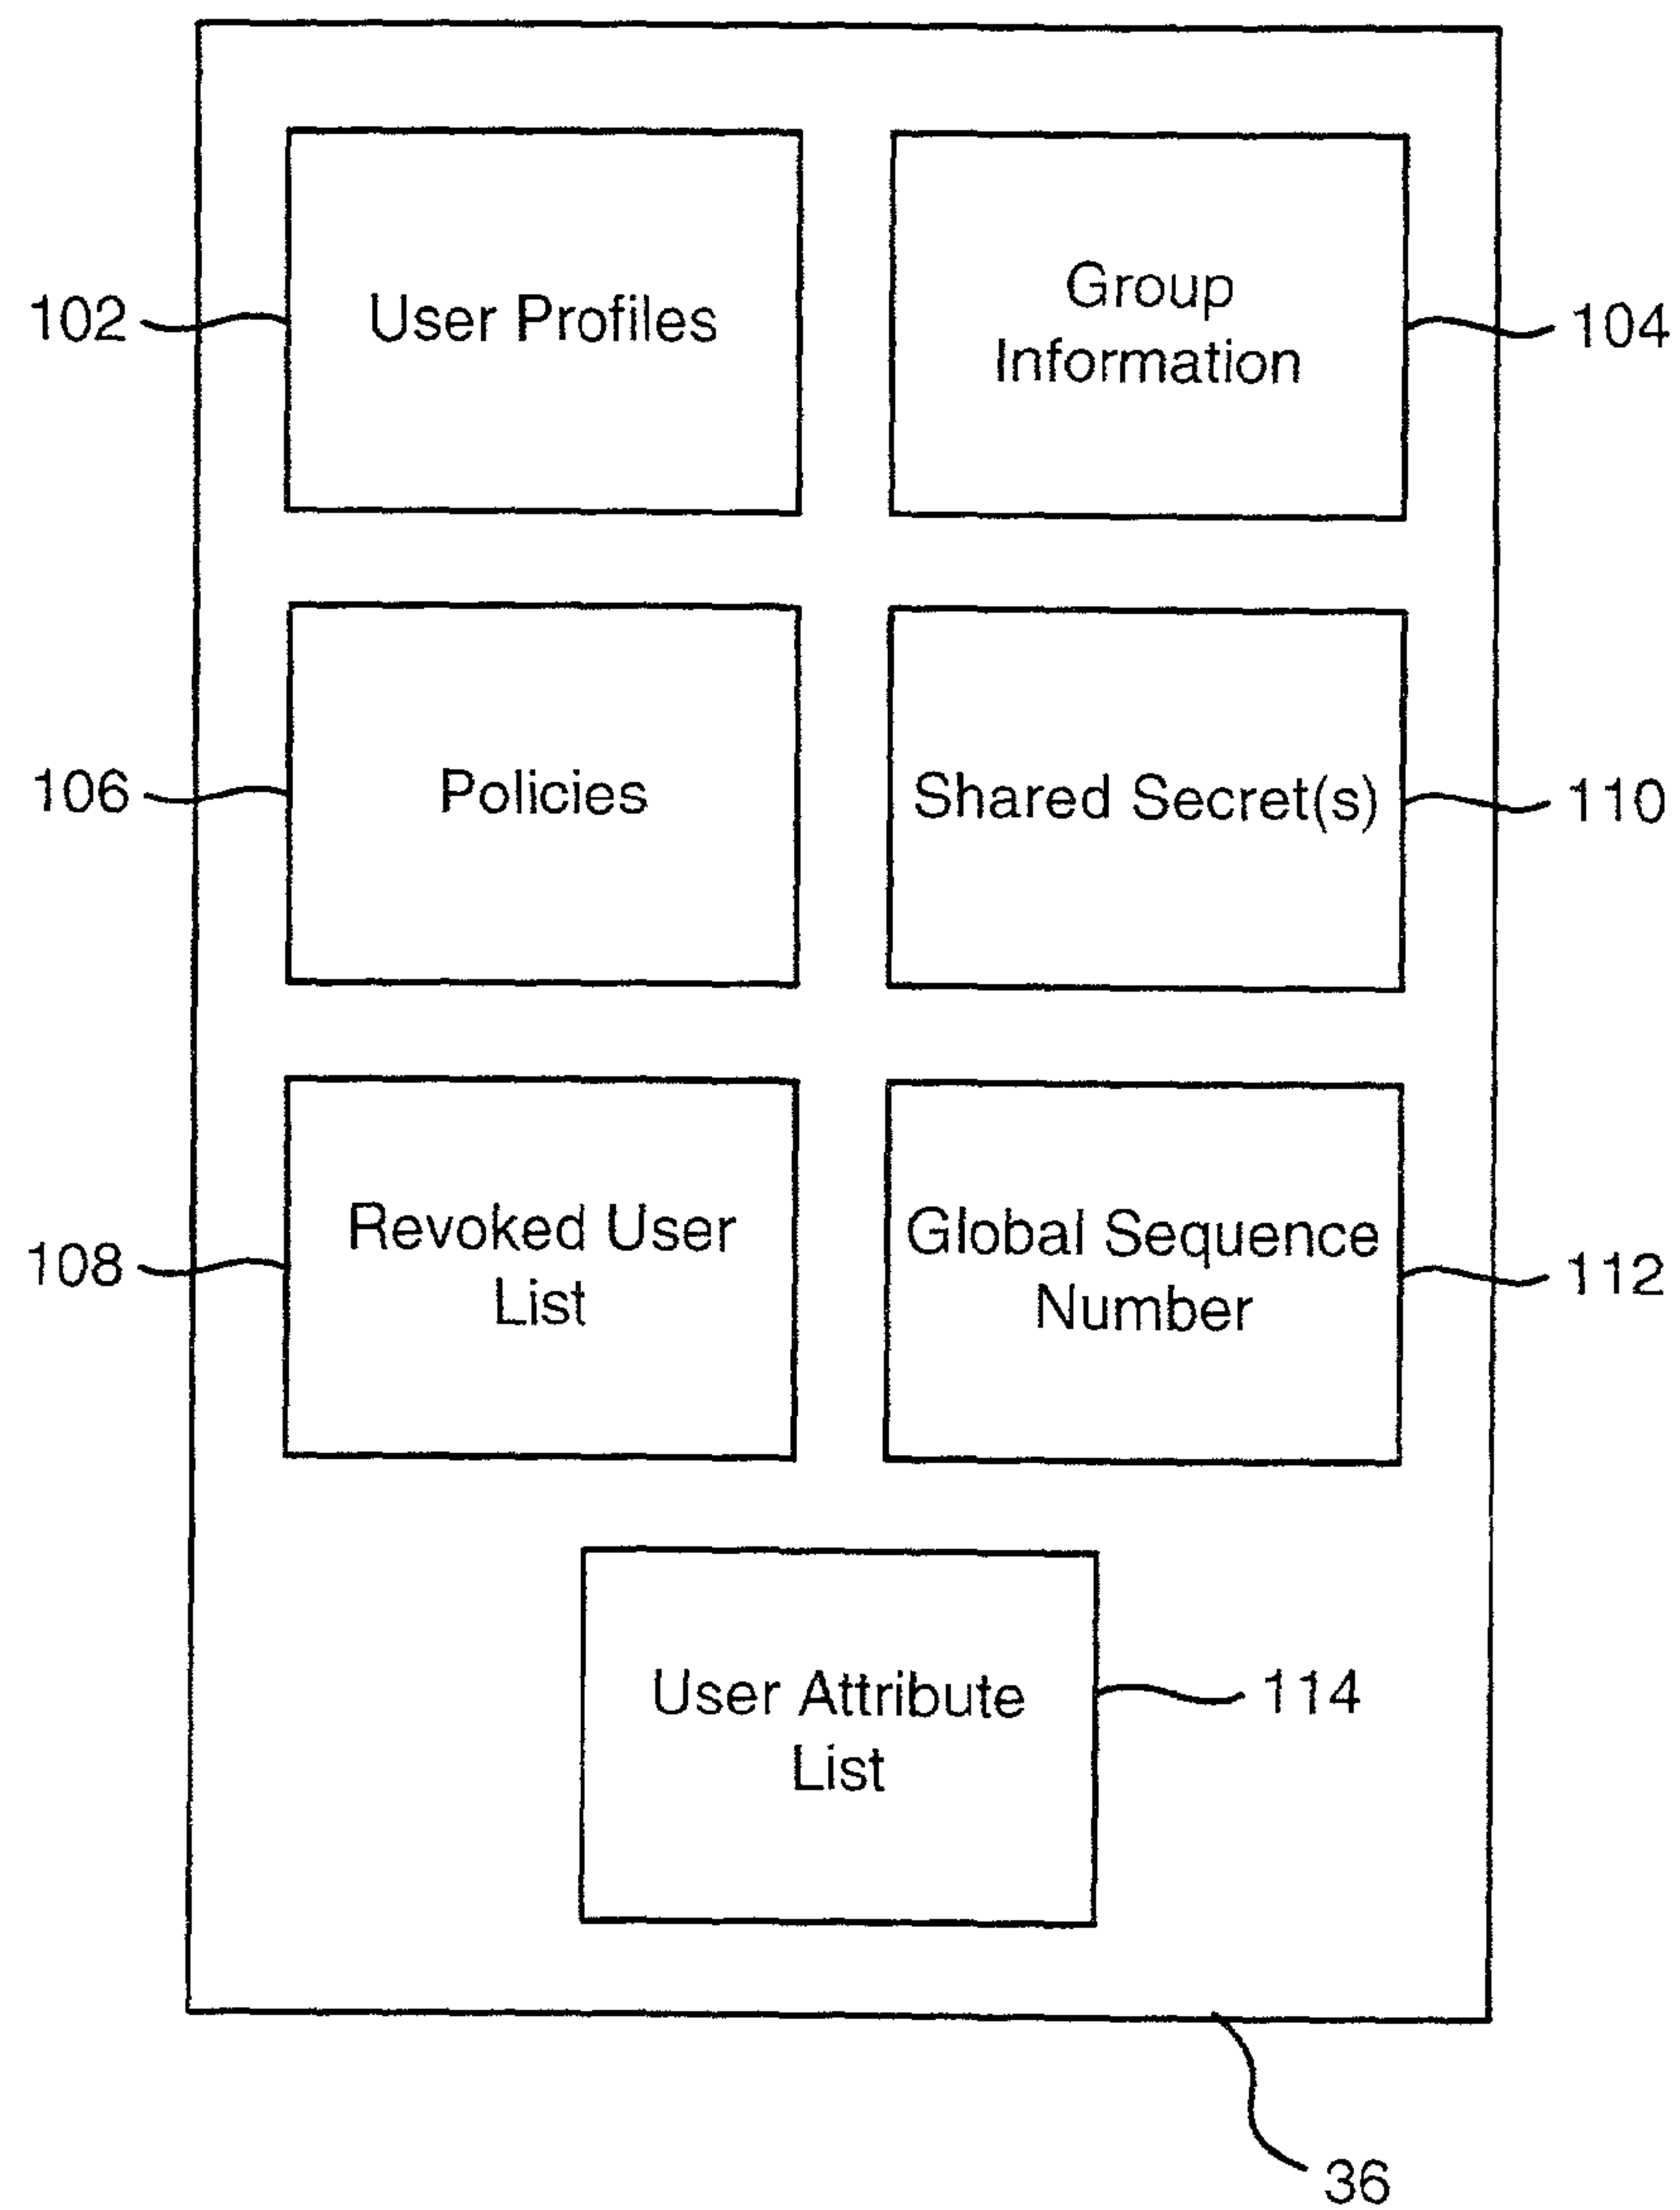 102
User Profiles
Group
Information
104
106
Policies
Shared Secret(s)
110
108
Revoked User
List
Global Sequence
Number
112
User Attribute
List
114
36